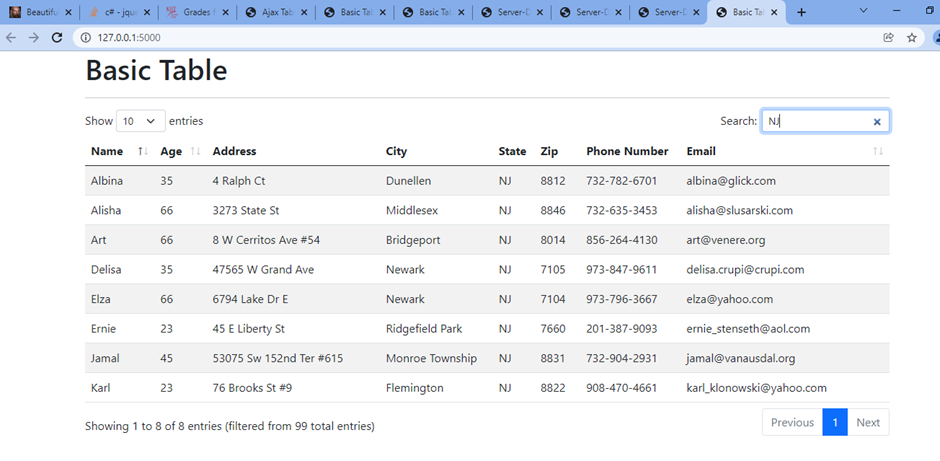 Beautifu
c# - jque
Grades f
Ajax Tab
Basic Tab
Basic Tab
Server-D
Server-D
Server-D
Basic Tab
127.0.0.1:5000
Basic Table
Show 10 entries Search: NJ
Name Age Address City State Zip Phone Number Email
Albina 35 4 Ralph Ct Dunellen NJ 8812 732-782-6701 albina@glick.com
Alisha 66 3273 State St Middlesex NJ 8846 732-635-3453 alisha@slusarski.com
Art 66 8 W Cerritos Ave #54 Bridgeport NJ 8014 856-264-4130 art@venere.org
Delisa 35 47565 W Grand Ave Newark NJ 7105 973-847-9611 delisa.crupi@crupi.com
Elza 66 6794 Lake Dr E Newark NJ 7104 973-796-3667 elza@yahoo.com
Ernie 23 45 E Liberty St Ridgefield Park NJ 7660 201-387-9093 ernie_stenseth@aol.com
Jamal 45 53075 Sw 152nd Ter #615 Monroe Township NJ 8831 732-904-2931 jamal@vanausdal.org
Karl 23 76 Brooks St #9 Flemington NJ 8822 908-470-4661 karl_klonowski@yahoo.com
Showing 1 to 8 of 8 entries (filtered from 99 total entries) Previous 1 Next